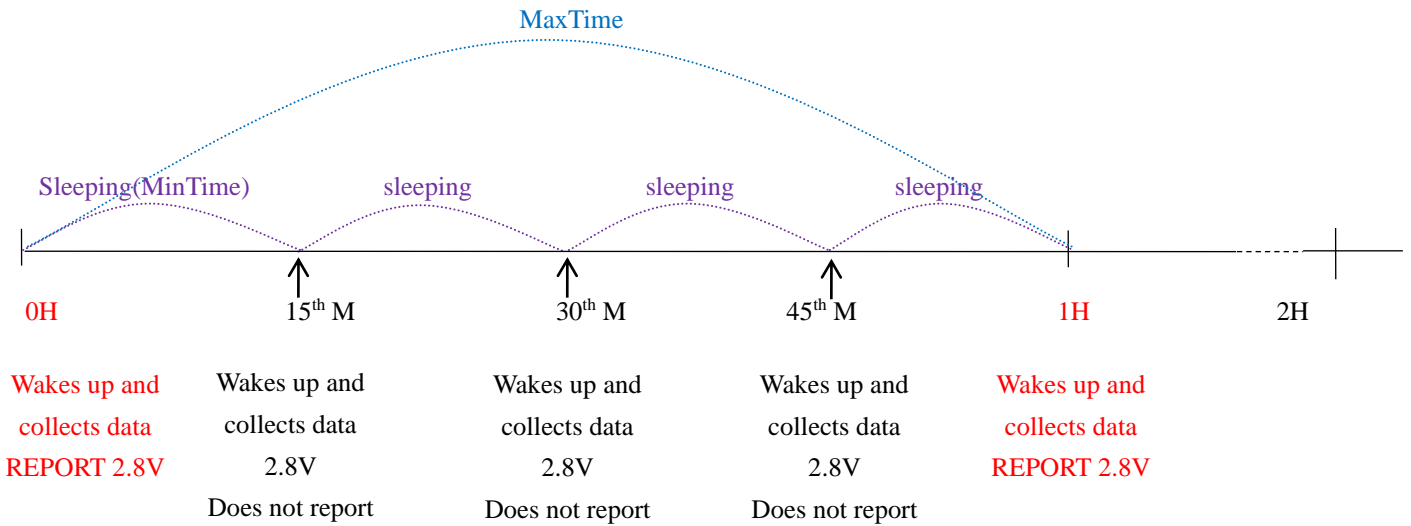 MaxTime
Sleeping(MinTime)
sleeping
sleeping
sleeping
0H
15th M
30th M
45th M
1H
2H
Wakes up and
collects data
REPORT 2.8V
Wakes up and
collects data
2.8V
Does not report
Wakes up and
collects data
2.8V
Does not report
Wakes up and
collects data
2.8V
Does not report
Wakes up and
collects data
REPORT 2.8V